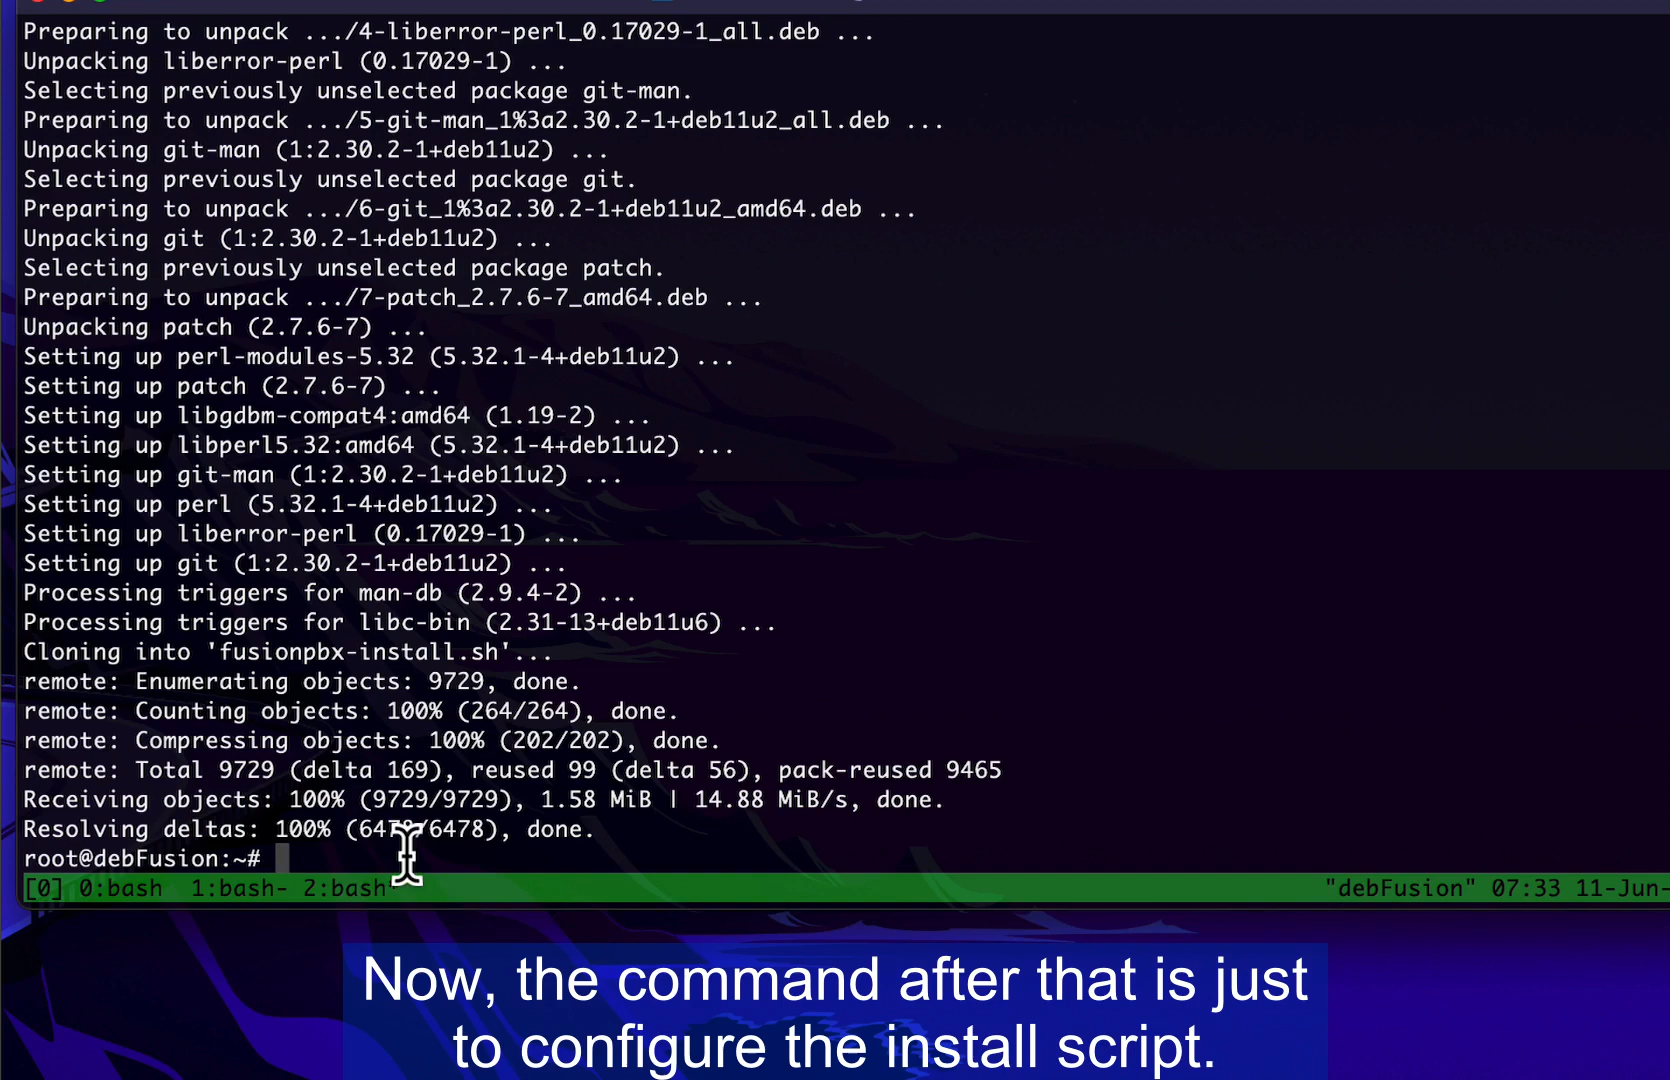 Preparing to unpack .../4-liberror-perl_0.17029-1_all.deb ...
Unpacking liberror-perl (0.17029-1) ...
Selecting previously unselected package git-man.
Preparing to unpack .../5-git-man_1%3a2.30.2-1+deb11u2_all.deb ...
Unpacking git-man (1:2.30.2-1+deb11u2) ...
Selecting previously unselected package git.
Preparing to unpack .../6-git_1%3a2.30.2-1+deb11u2_amd64.deb ...
Unpacking git (1:2.30.2-1+deb11u2) ...
Selecting previously unselected package patch.
Preparing to unpack .../7-patch_2.7.6-7_amd64.deb ...
Unpacking patch (2.7.6-7) ...
Setting up perl-modules-5.32 (5.32.1-4+deb11u2) ...
Setting up patch (2.7.6-7) ...
Setting up libgdbm-compat4:amd64 (1.19-2) ...
Setting up libperl5.32:amd64 (5.32.1-4+deb11u2) ...
Setting up git-man (1:2.30.2-1+deb11u2) ...
Setting up perl (5.32.1-4+deb11u2) ...
Setting up liberror-perl (0.17029-1) ...
Setting up git (1:2.30.2-1+deb11u2) ...
Processing triggers for man-db (2.9.4-2) ...
Processing triggers for libc-bin (2.31-13+deb11u6) ...
Cloning into 'fusionpbx-install.sh'...
remote: Enumerating objects: 9729, done.
remote: Counting objects: 100% (264/264), done.
remote: Compressing objects: 100% (202/202), done.
remote: Total 9729 (delta 169), reused 99 (delta 56), pack-reused 9465
Receiving objects: 100% (9729/9729), 1.58 MiB | 14.88 MiB/s, done.
Resolving deltas: 100% (6478/6478), done.
root@debFusion:~#
[0] 0:bash  1:bash- 2:bash* "debFusion" 07:33 11-Jun-
Now, the command after that is just
to configure the install script.